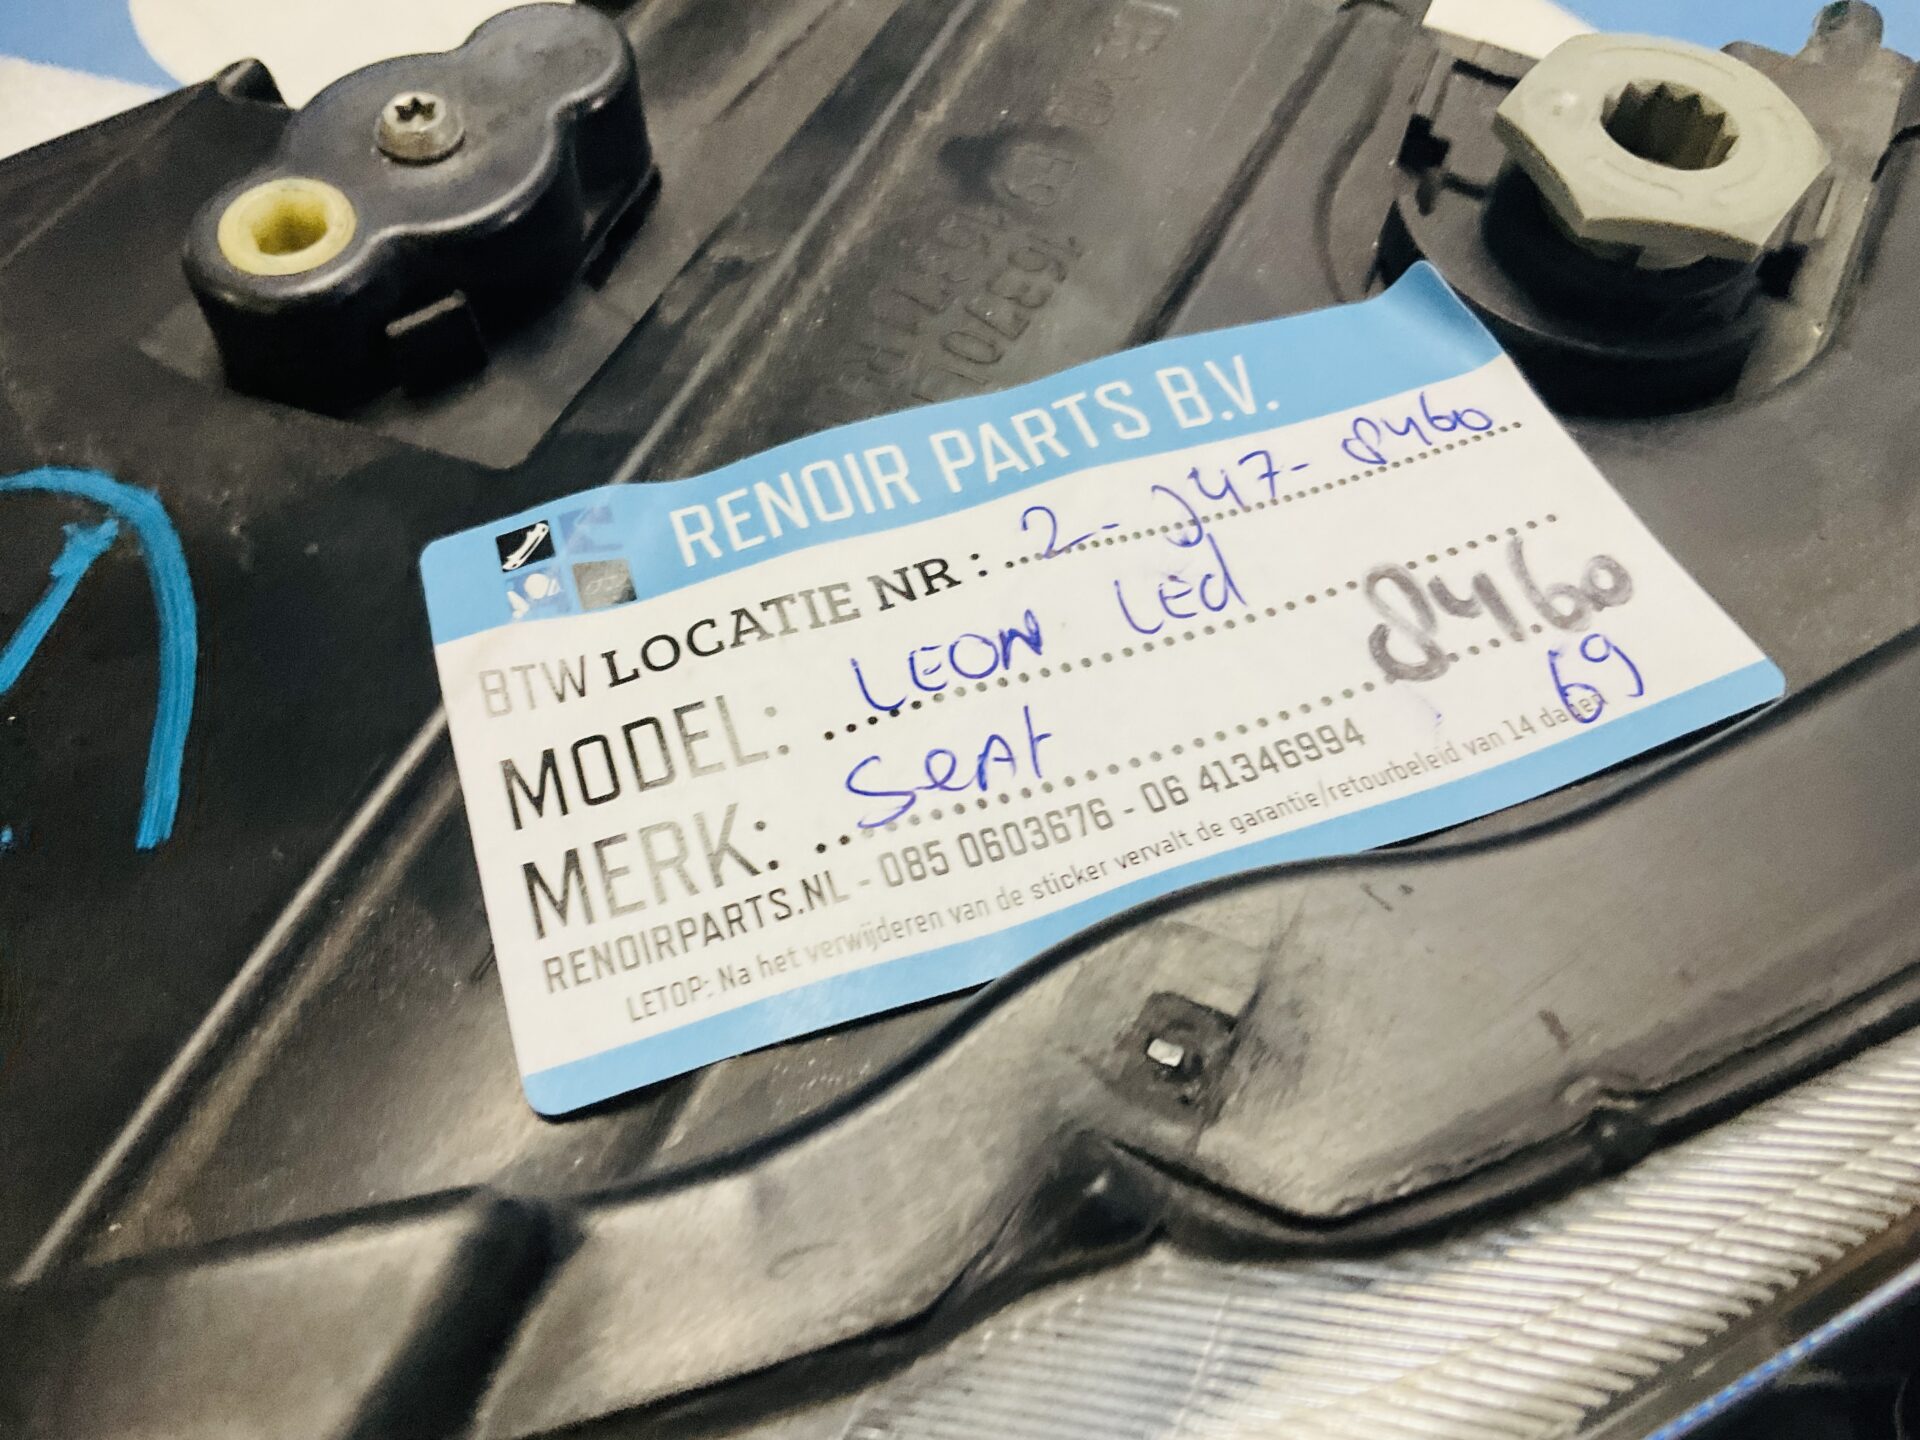 RENOIR PARTS B.V.
BTW LOCATIE NR: 2-247-8460
MODEL: LEON LEd
8460
MERK: Seat
69
RENOIRPARTS.NL - 085 0603676 - 06 41346994
LETOP: Na het verwijderen van de sticker vervalt de garantie/retourbeleid van 14 dagen